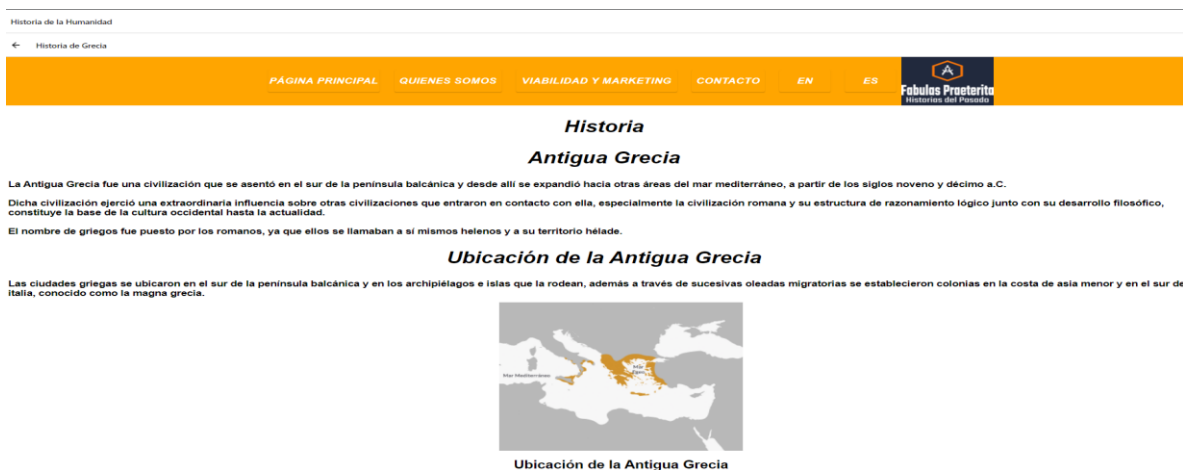 Historia de la Humanidad
← Historia de Grecia
PÁGINA PRINCIPAL QUIENES SOMOS VIABILIDAD Y MARKETING CONTACTO EN ES
A
Fabulas Praeterita
Historias del Pasado
Historia
Antigua Grecia
La Antigua Grecia fue una civilización que se asentó en el sur de la península balcánica y desde allí se expandió hacia otras áreas del mar mediterráneo, a partir de los siglos noveno y décimo a.C.
Dicha civilización ejerció una extraordinaria influencia sobre otras civilizaciones que entraron en contacto con ella, especialmente la civilización romana y su estructura de razonamiento lógico junto con su desarrollo filosófico,
constituye la base de la cultura occidental hasta la actualidad.
El nombre de griegos fue puesto por los romanos, ya que ellos se llamaban a sí mismos helenos y a su territorio hélade.
Ubicación de la Antigua Grecia
Las ciudades griegas se ubicaron en el sur de la península balcánica y en los archipiélagos e islas que la rodean, además a través de sucesivas oleadas migratorias se establecieron colonias en la costa de asia menor y en el sur de
italia, conocido como la magna grecia.
Mar Mediterráneo
Mar
Egeo
Ubicación de la Antigua Grecia